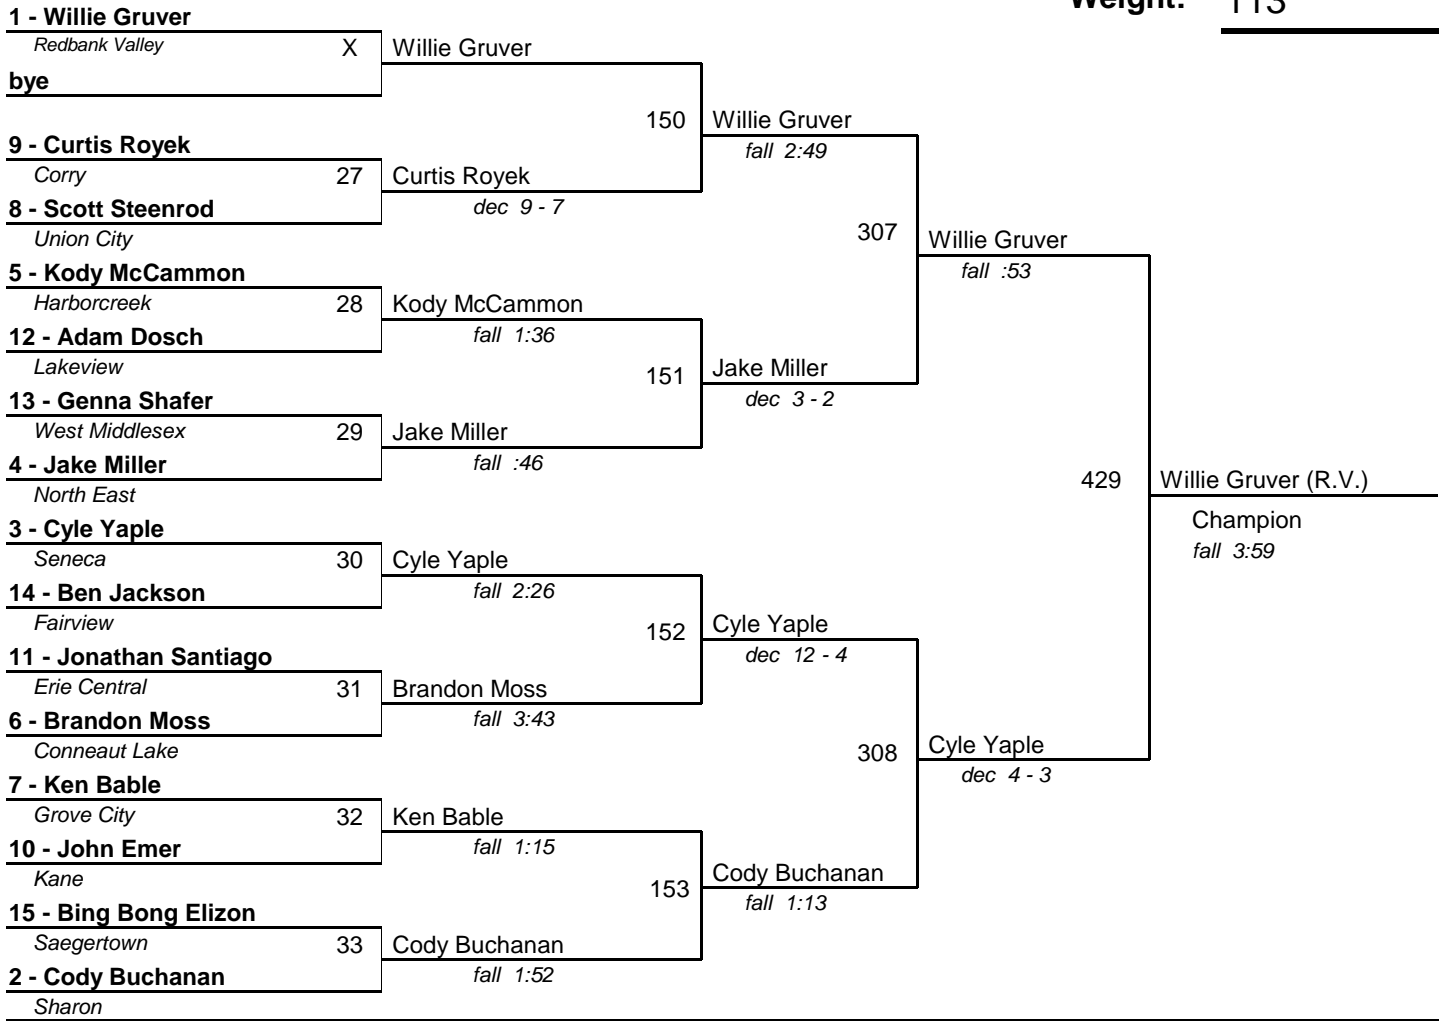 Weight: 113
1 - Willie Gruver
Redbank Valley X Willie Gruver
bye
150 Willie Gruver
fall 2:49
9 - Curtis Royek
Corry 27 Curtis Royek
dec 9 - 7
8 - Scott Steenrod
Union City
307 Willie Gruver
fall :53
5 - Kody McCammon
Harborcreek 28 Kody McCammon
fall 1:36
12 - Adam Dosch
Lakeview
151 Jake Miller
dec 3 - 2
13 - Genna Shafer
West Middlesex 29 Jake Miller
fall :46
4 - Jake Miller
North East
429 Willie Gruver (R.V.)
Champion
fall 3:59
3 - Cyle Yaple
Seneca 30 Cyle Yaple
fall 2:26
14 - Ben Jackson
Fairview
152 Cyle Yaple
dec 12 - 4
11 - Jonathan Santiago
Erie Central 31 Brandon Moss
fall 3:43
6 - Brandon Moss
Conneaut Lake
308 Cyle Yaple
dec 4 - 3
7 - Ken Bable
Grove City 32 Ken Bable
fall 1:15
10 - John Emer
Kane
153 Cody Buchanan
fall 1:13
15 - Bing Bong Elizon
Saegertown 33 Cody Buchanan
fall 1:52
2 - Cody Buchanan
Sharon